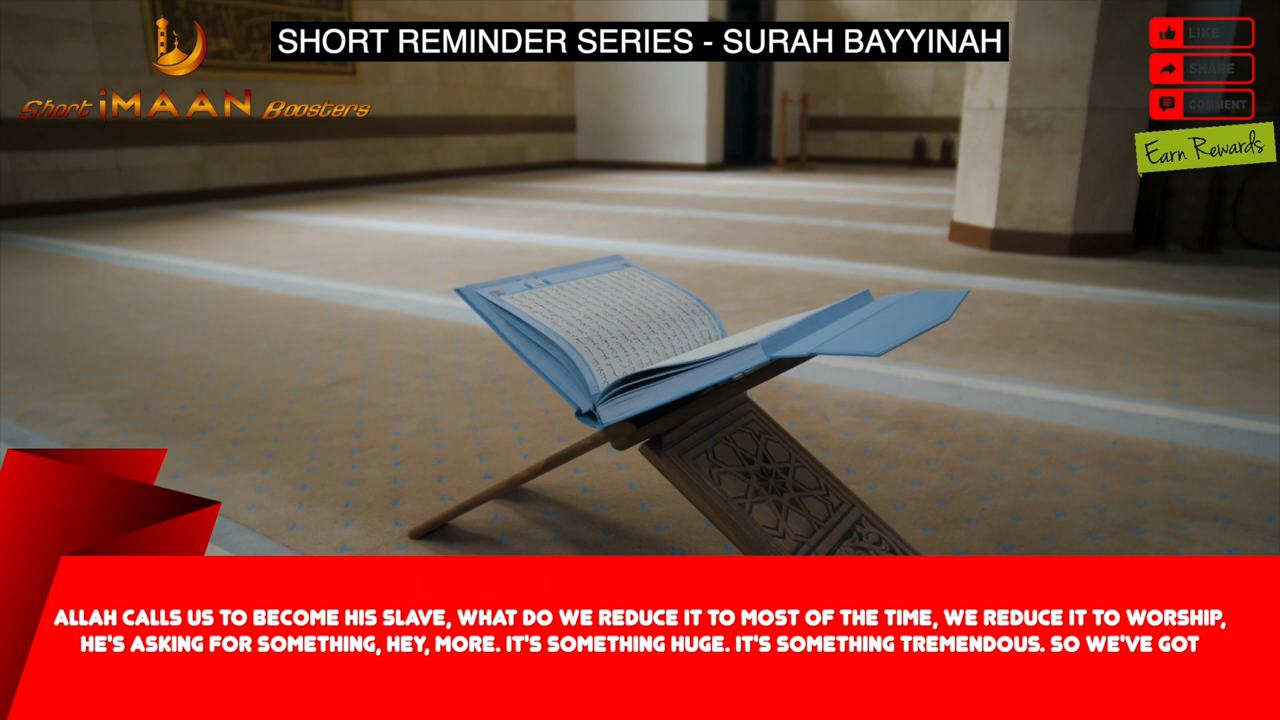 SHORT REMINDER SERIES - SURAH BAYYINAH
Short iMAAN Boosters
LIKE
SHARE
COMMENT
Earn Rewards
ALLAH CALLS US TO BECOME HIS SLAVE, WHAT DO WE REDUCE IT TO MOST OF THE TIME, WE REDUCE IT TO WORSHIP,
HE'S ASKING FOR SOMETHING, HEY, MORE. IT'S SOMETHING HUGE. IT'S SOMETHING TREMENDOUS. SO WE'VE GOT